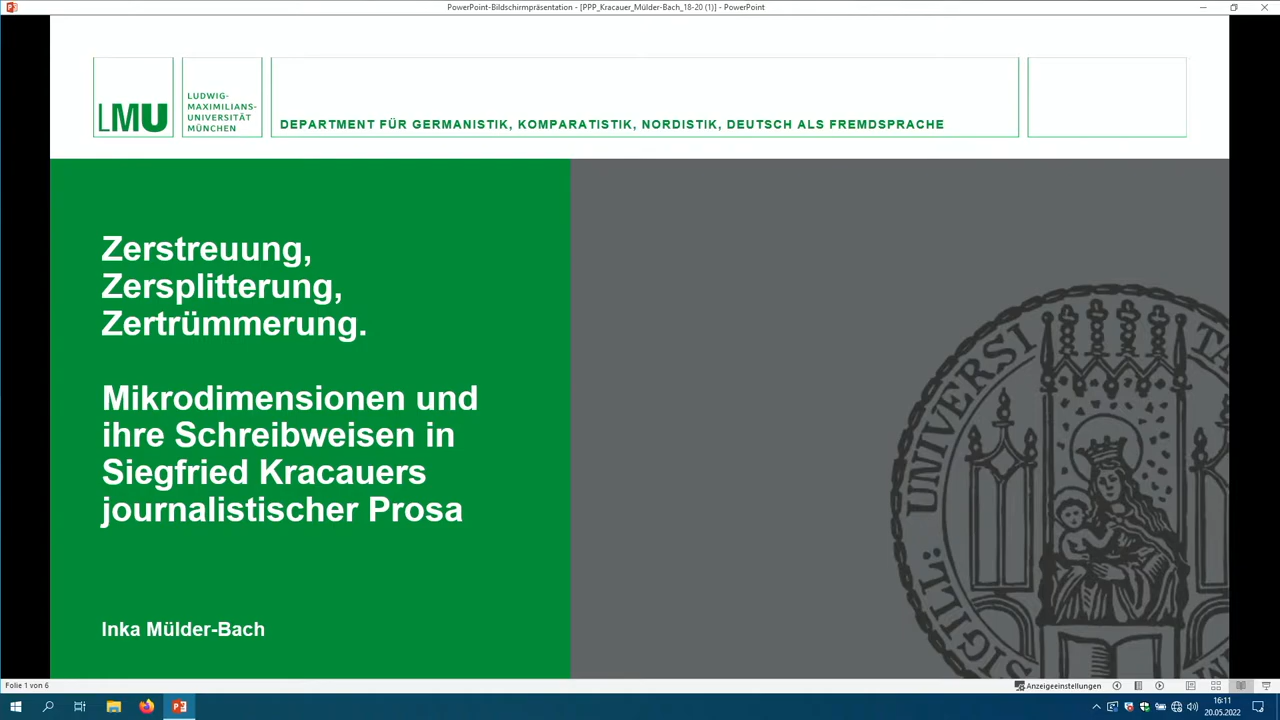 PowerPoint-Bildschirmpräsentation - [PPP_Kracauer_Mülder-Bach_18-20 (1)] - PowerPoint
LMU
LUDWIG-
MAXIMILIANS-
UNIVERSITÄT
MÜNCHEN
DEPARTMENT FÜR GERMANISTIK, KOMPARATISTIK, NORDISTIK, DEUTSCH ALS FREMDSPRACHE
Zerstreuung,
Zersplitterung,
Zertrümmerung.
Mikrodimensionen und
ihre Schreibweisen in
Siegfried Kracauers
journalistischer Prosa
Inka Mülder-Bach
SIGILL: UNIVERSITA
Folie 1 von 6
Anzeigeeinstellungen
16:11
20.05.2022